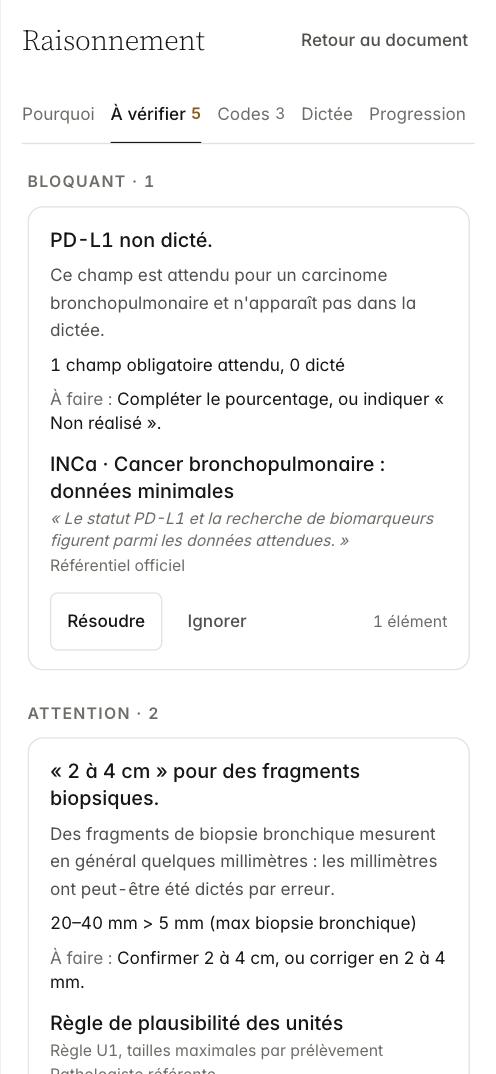 Raisonnement
Retour au document
Pourquoi À vérifier 5 Codes 3 Dictée Progression
BLOQUANT · 1
PD-L1 non dicté.
Ce champ est attendu pour un carcinome
bronchopulmonaire et n'apparaît pas dans la
dictée.
1 champ obligatoire attendu, 0 dicté
À faire : Compléter le pourcentage, ou indiquer «
Non réalisé ».
INCa · Cancer bronchopulmonaire :
données minimales
« Le statut PD-L1 et la recherche de biomarqueurs
figurent parmi les données attendues. »
Référentiel officiel
Résoudre Ignorer 1 élément
ATTENTION · 2
« 2 à 4 cm » pour des fragments
biopsiques.
Des fragments de biopsie bronchique mesurent
en général quelques millimètres : les millimètres
ont peut-être été dictés par erreur.
20–40 mm > 5 mm (max biopsie bronchique)
À faire : Confirmer 2 à 4 cm, ou corriger en 2 à 4
mm.
Règle de plausibilité des unités
Règle U1, tailles maximales par prélèvement
Pathologiste référente